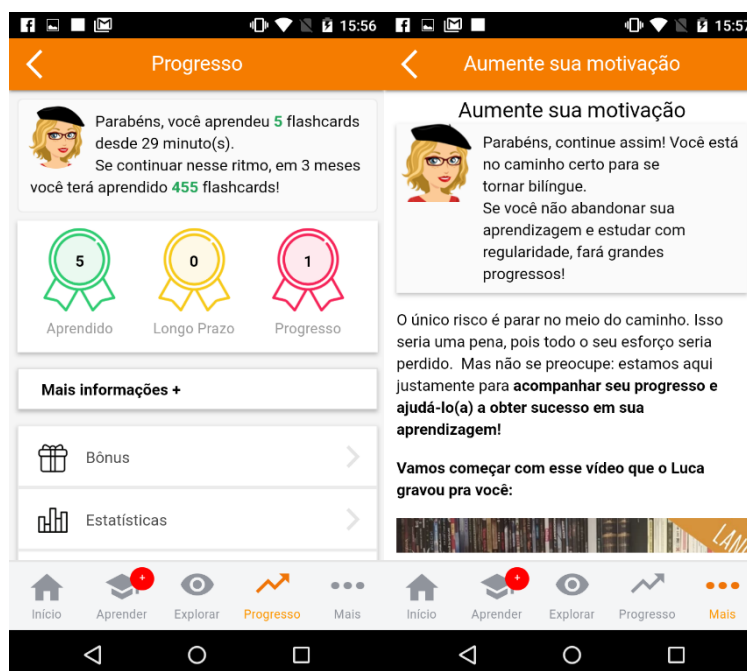 15:56
Progresso
Parabéns, você aprendeu 5 flashcards
desde 29 minuto(s).
Se continuar nesse ritmo, em 3 meses
você terá aprendido 455 flashcards!
5
0
1
Aprendido
Longo Prazo
Progresso
Mais informações +
Bônus
Estatísticas
Início
Aprender
Explorar
Progresso
Mais
15:57
Aumente sua motivação
Aumente sua motivação
Parabéns, continue assim! Você está
no caminho certo para se
tornar bilíngue.
Se você não abandonar sua
aprendizagem e estudar com
regularidade, fará grandes
progressos!
O único risco é parar no meio do caminho. Isso
seria uma pena, pois todo o seu esforço seria
perdido. Mas não se preocupe: estamos aqui
justamente para acompanhar seu progresso e
ajudá-lo(a) a obter sucesso em sua
aprendizagem!
Vamos começar com esse vídeo que o Luca
gravou pra você:
LAM
Início
Aprender
Explorar
Progresso
Mais